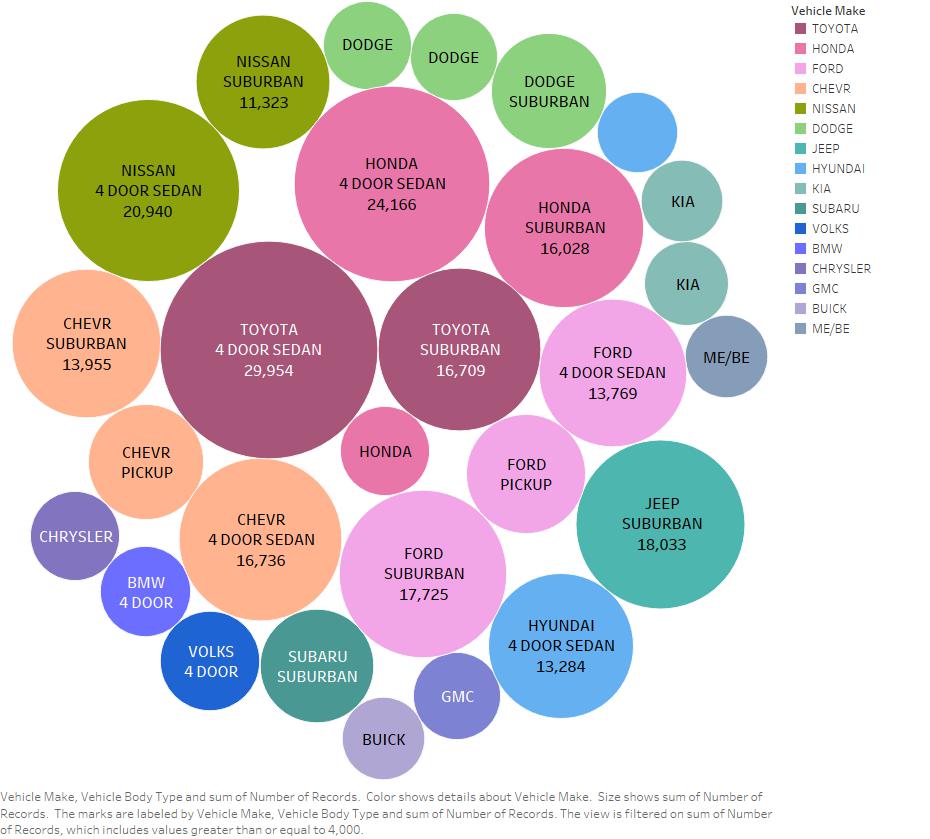 Vehicle Make
TOYOTA
HONDA
FORD
CHEVR
NISSAN
DODGE
JEEP
HYUNDAI
KIA
SUBARU
VOLKS
BMW
CHRYSLER
GMC
BUICK
ME/BE
DODGE
DODGE
NISSAN
SUBURBAN
11,323
DODGE
SUBURBAN
NISSAN
4 DOOR SEDAN
20,940
HONDA
4 DOOR SEDAN
24,166
HONDA
SUBURBAN
16,028
KIA
KIA
CHEVR
SUBURBAN
13,955
TOYOTA
4 DOOR SEDAN
29,954
TOYOTA
SUBURBAN
16,709
FORD
4 DOOR SEDAN
13,769
ME/BE
CHEVR
PICKUP
HONDA
FORD
PICKUP
JEEP
SUBURBAN
18,033
CHRYSLER
CHEVR
4 DOOR SEDAN
16,736
FORD
SUBURBAN
17,725
BMW
4 DOOR
HYUNDAI
4 DOOR SEDAN
13,284
VOLKS
4 DOOR
SUBARU
SUBURBAN
GMC
BUICK
Vehicle Make, Vehicle Body Type and sum of Number of Records.  Color shows details about Vehicle Make.  Size shows sum of Number of
Records.  The marks are labeled by Vehicle Make, Vehicle Body Type and sum of Number of Records. The view is filtered on sum of Number
of Records, which includes values greater than or equal to 4,000.